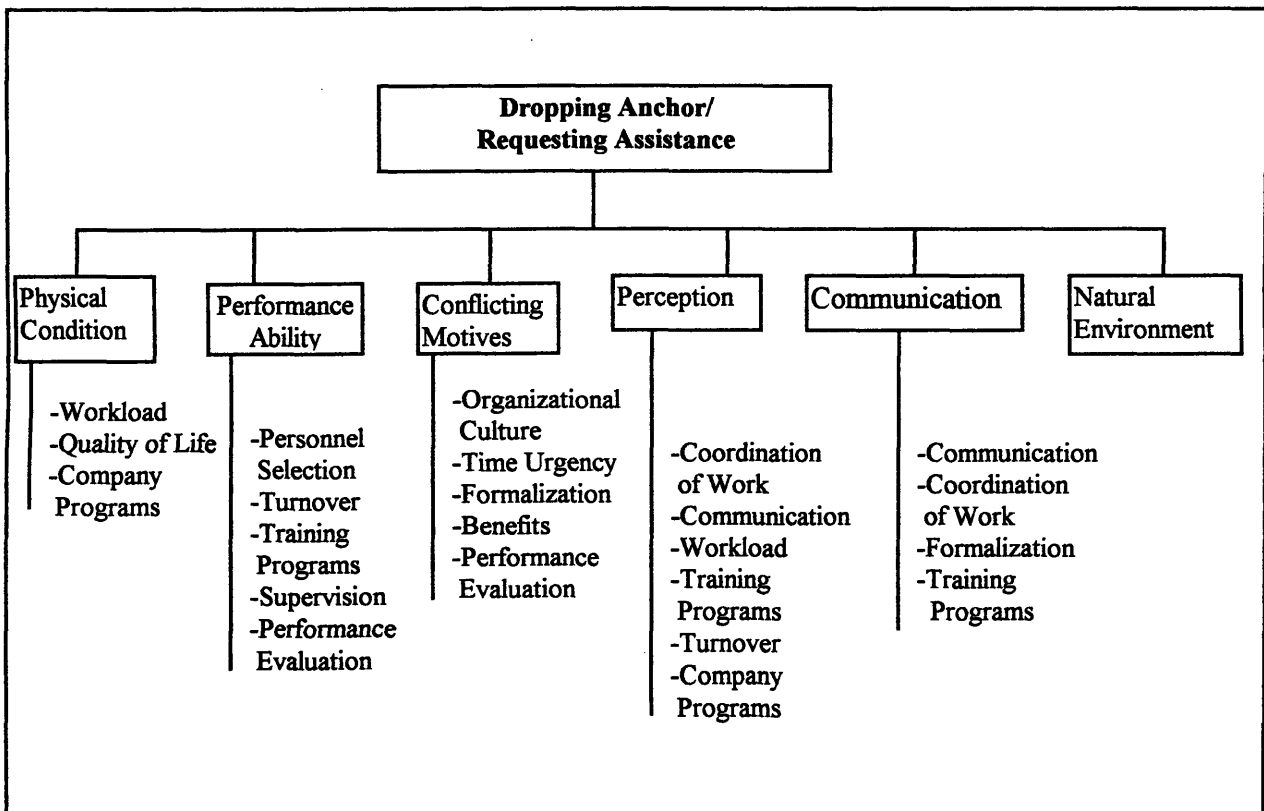 Dropping Anchor/
Requesting Assistance
Physical
Condition
-Workload
-Quality of Life
-Company
Programs
Performance
Ability
-Personnel
Selection
-Turnover
-Training
Programs
-Supervision
-Performance
Evaluation
Conflicting
Motives
-Organizational
Culture
-Time Urgency
-Formalization
-Benefits
-Performance
Evaluation
Perception
-Coordination
of Work
-Communication
-Workload
-Training
Programs
-Turnover
-Company
Programs
Communication
-Communication
-Coordination
of Work
-Formalization
-Training
Programs
Natural
Environment